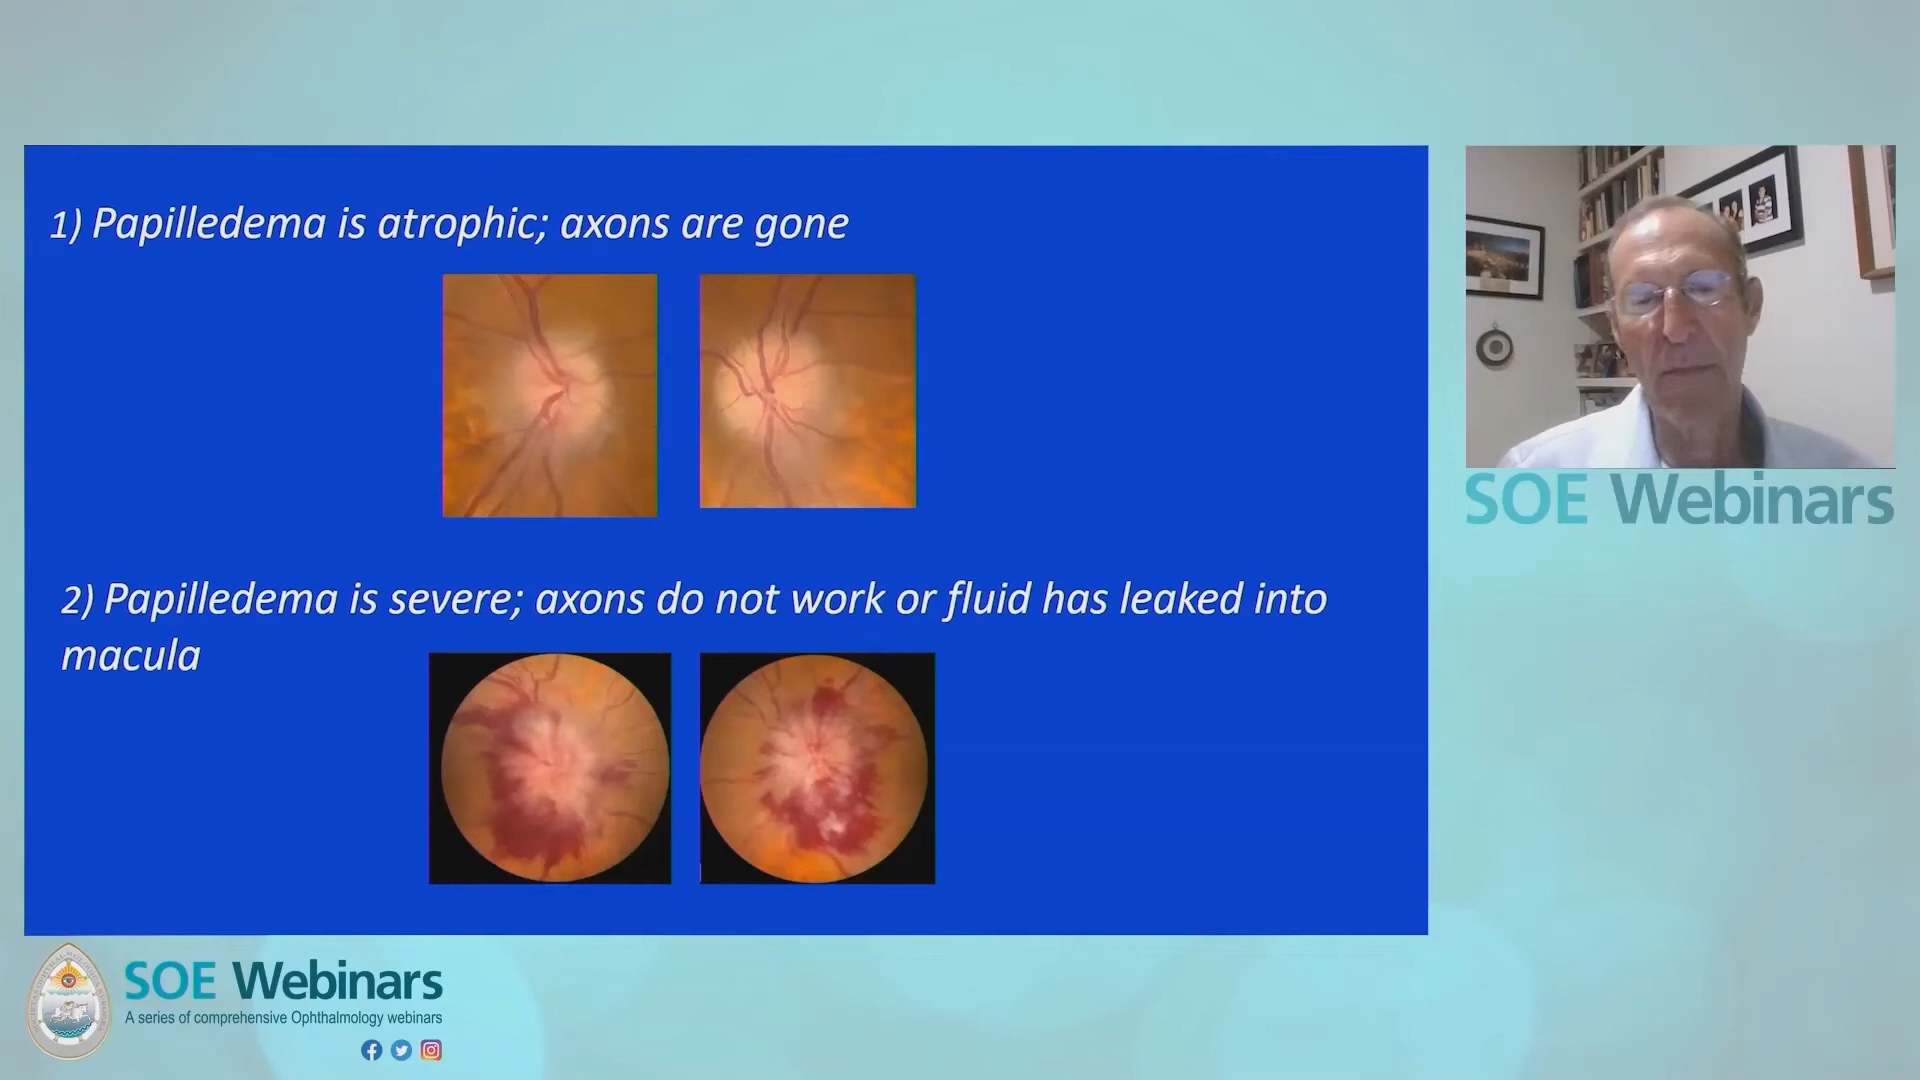 1) Papilledema is atrophic; axons are gone
2) Papilledema is severe; axons do not work or fluid has leaked into
macula
SOE Webinars
SOE Webinars
A series of comprehensive Ophthalmology webinars